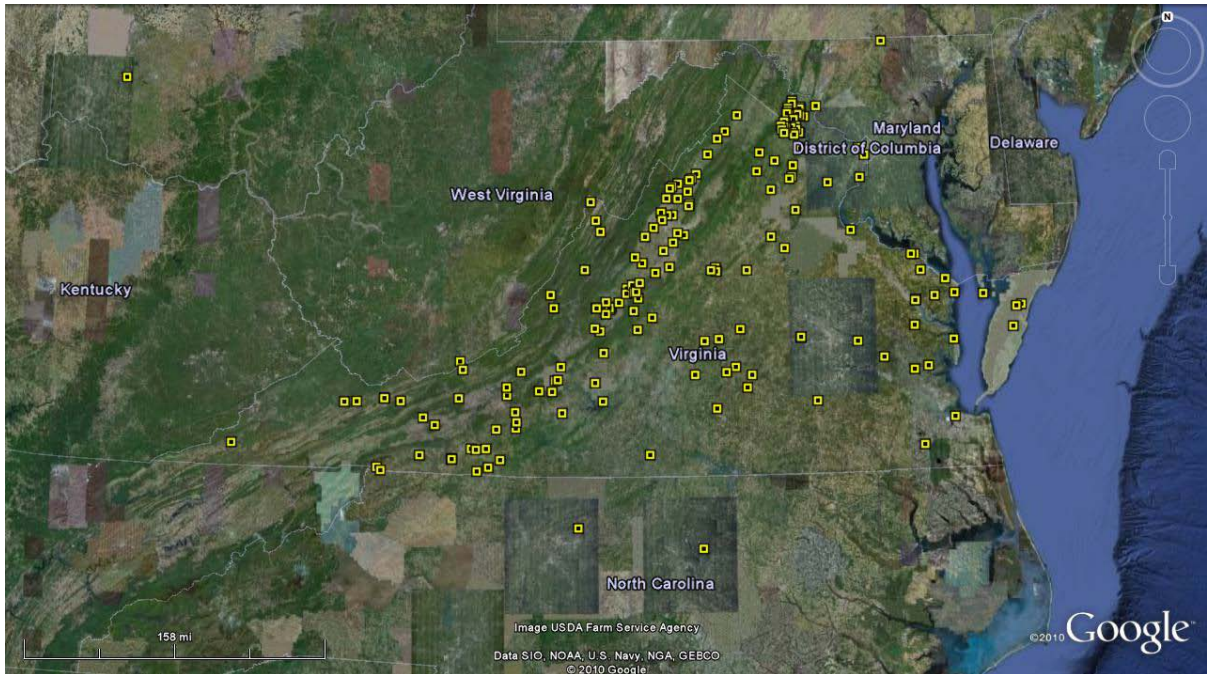 N
Maryland
District of Columbia
Delaware
West Virginia
Kentucky
Virginia
North Carolina
158 mi
Image USDA Farm Service Agency
Data SIO, NOAA, U.S. Navy, NGA, GEBCO
© 2010 Google
©2010 Google™